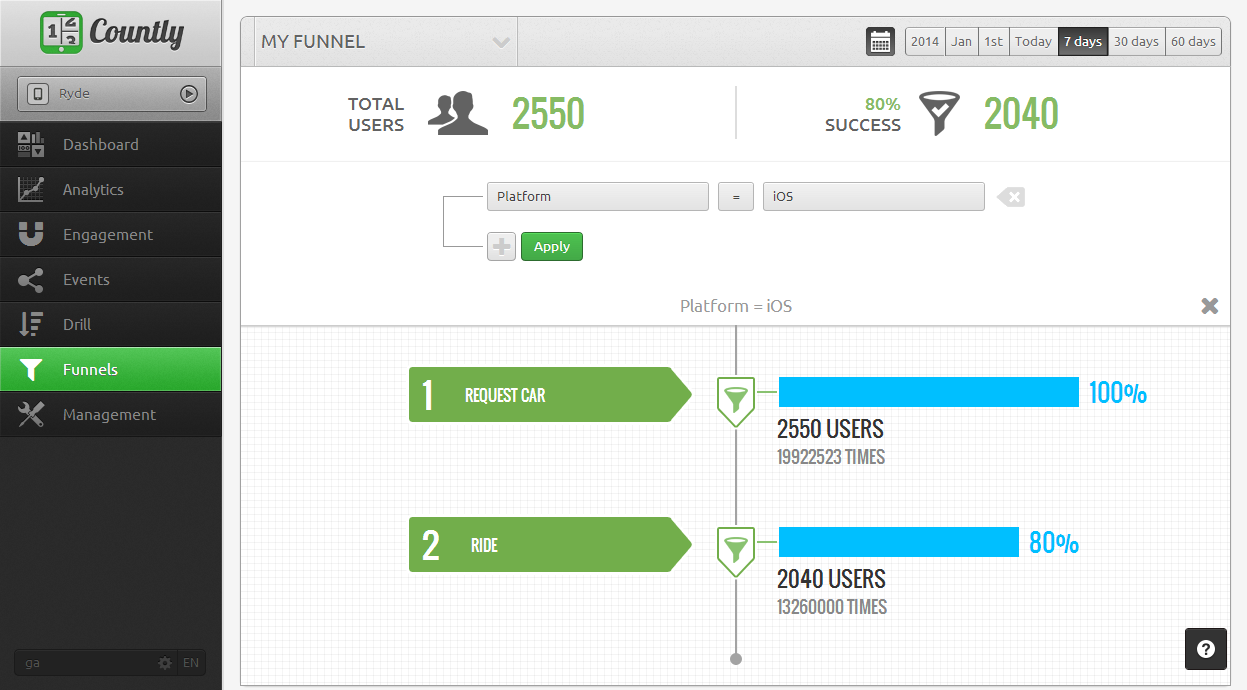 Countly
Ryde
Dashboard
Analytics
Engagement
Events
Drill
Funnels
Management
ga
EN
MY FUNNEL
2014 Jan 1st Today 7 days 30 days 60 days
TOTAL
USERS
2550
80%
SUCCESS
2040
Platform = iOS
Apply
Platform = iOS
1 REQUEST CAR
100%
2550 USERS
19922523 TIMES
2 RIDE
80%
2040 USERS
13260000 TIMES
?